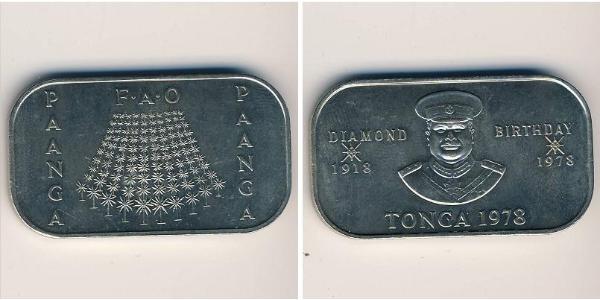 F·A·O
PAANGA
PAANGA
DIAMOND BIRTHDAY
1918 1978
TONGA 1978